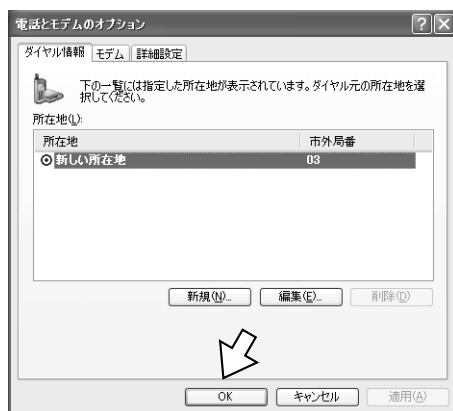 電話とモデムのオプション
ダイヤル情報 モデム 詳細設定
下の一覧には指定した所在地が表示されています。ダイヤル元の所在地を選
択してください。
所在地(L):
所在地 市外局番
新しい所在地 03
新規(N)... 編集(E)... 削除(D)
OK キャンセル 適用(A)